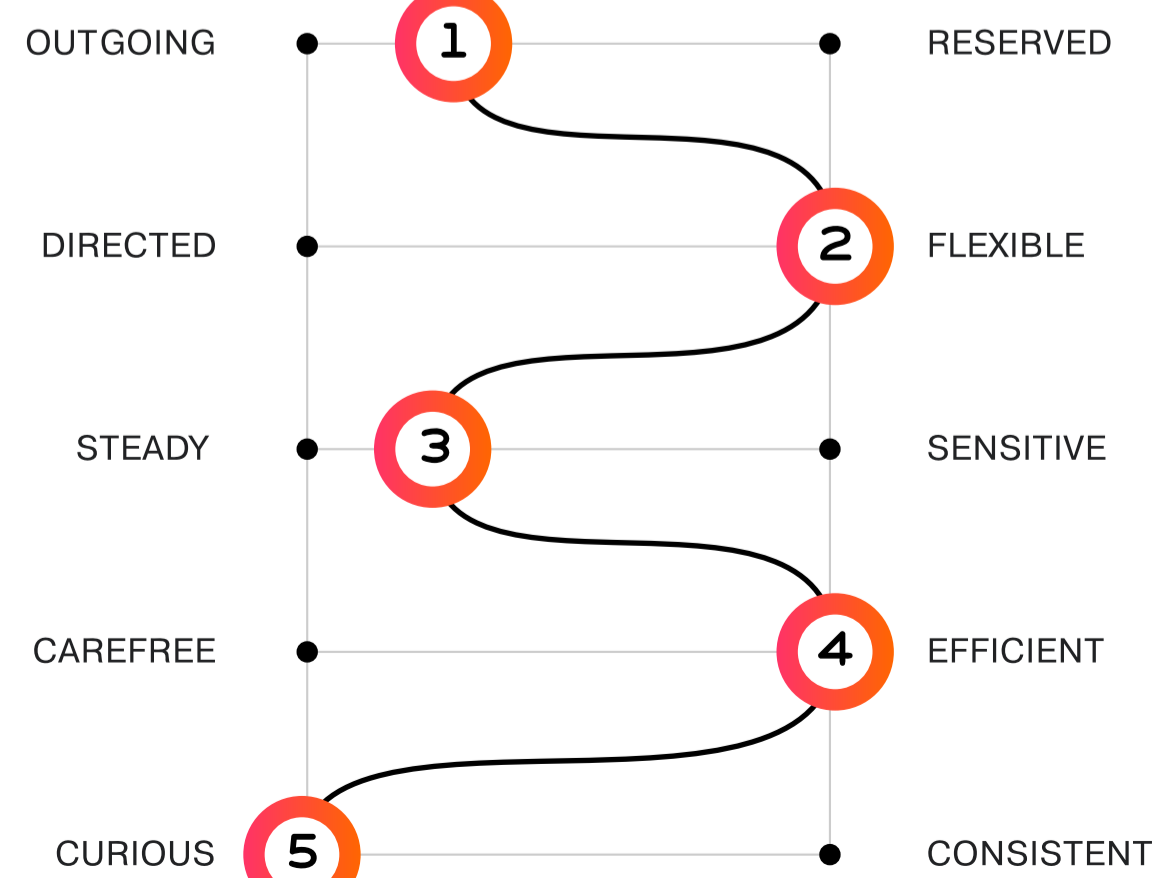 OUTGOING 1 RESERVED
DIRECTED 2 FLEXIBLE
STEADY 3 SENSITIVE
CAREFREE 4 EFFICIENT
CURIOUS 5 CONSISTENT